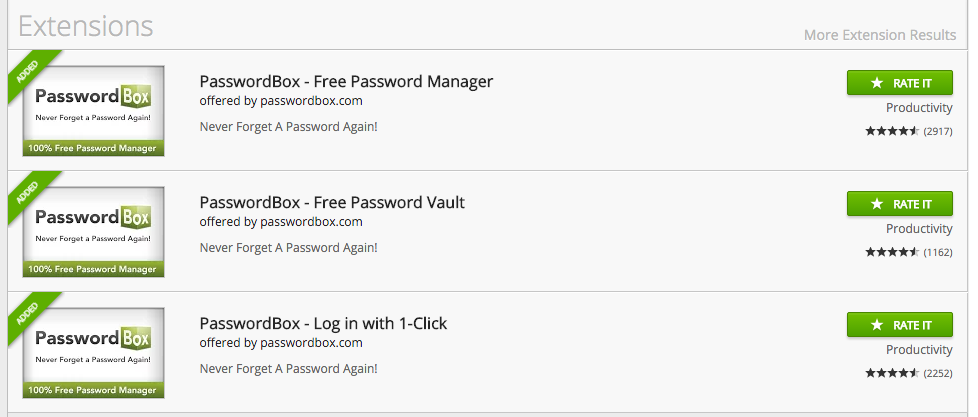 Extensions
More Extension Results
ADDED
PasswordBox
Never Forget a Password Again!
100% Free Password Manager
PasswordBox - Free Password Manager
offered by passwordbox.com
Never Forget A Password Again!
RATE IT
Productivity
(2917)
ADDED
PasswordBox
Never Forget a Password Again!
100% Free Password Manager
PasswordBox - Free Password Vault
offered by passwordbox.com
Never Forget A Password Again!
RATE IT
Productivity
(1162)
ADDED
PasswordBox
Never Forget a Password Again!
100% Free Password Manager
PasswordBox - Log in with 1-Click
offered by passwordbox.com
Never Forget A Password Again!
RATE IT
Productivity
(2252)